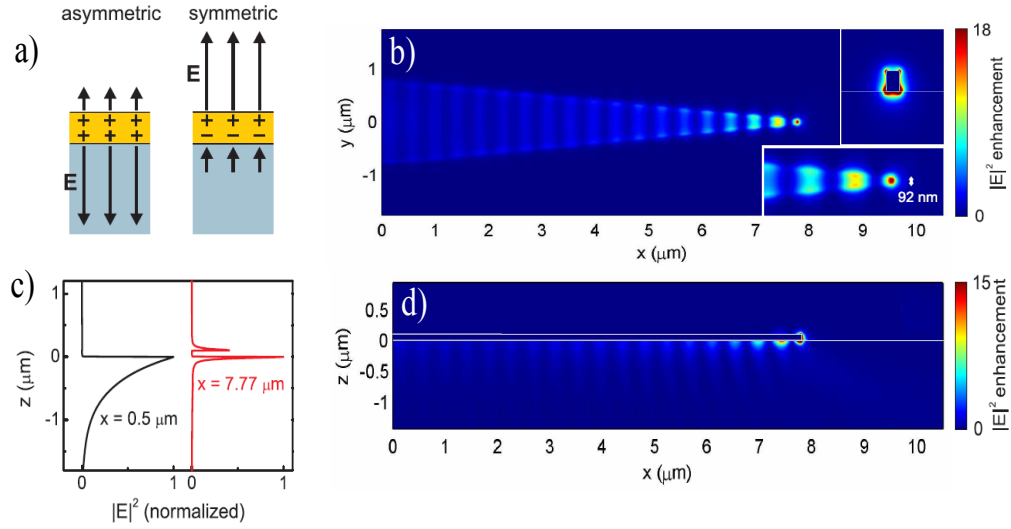 a)
asymmetric
symmetric
E
+ + +
+ + +
E
+ + +
– – –
b)
y (μm)
1
0
-1
0 1 2 3 4 5 6 7 8 9 10
x (μm)
92 nm
18
0
|E|² enhancement
c)
z (μm)
1
0
-1
x = 0.5 μm
x = 7.77 μm
0 1
0 1
|E|² (normalized)
d)
z (μm)
0.5
0
-0.5
-1
0 1 2 3 4 5 6 7 8 9 10
x (μm)
15
0
|E|² enhancement